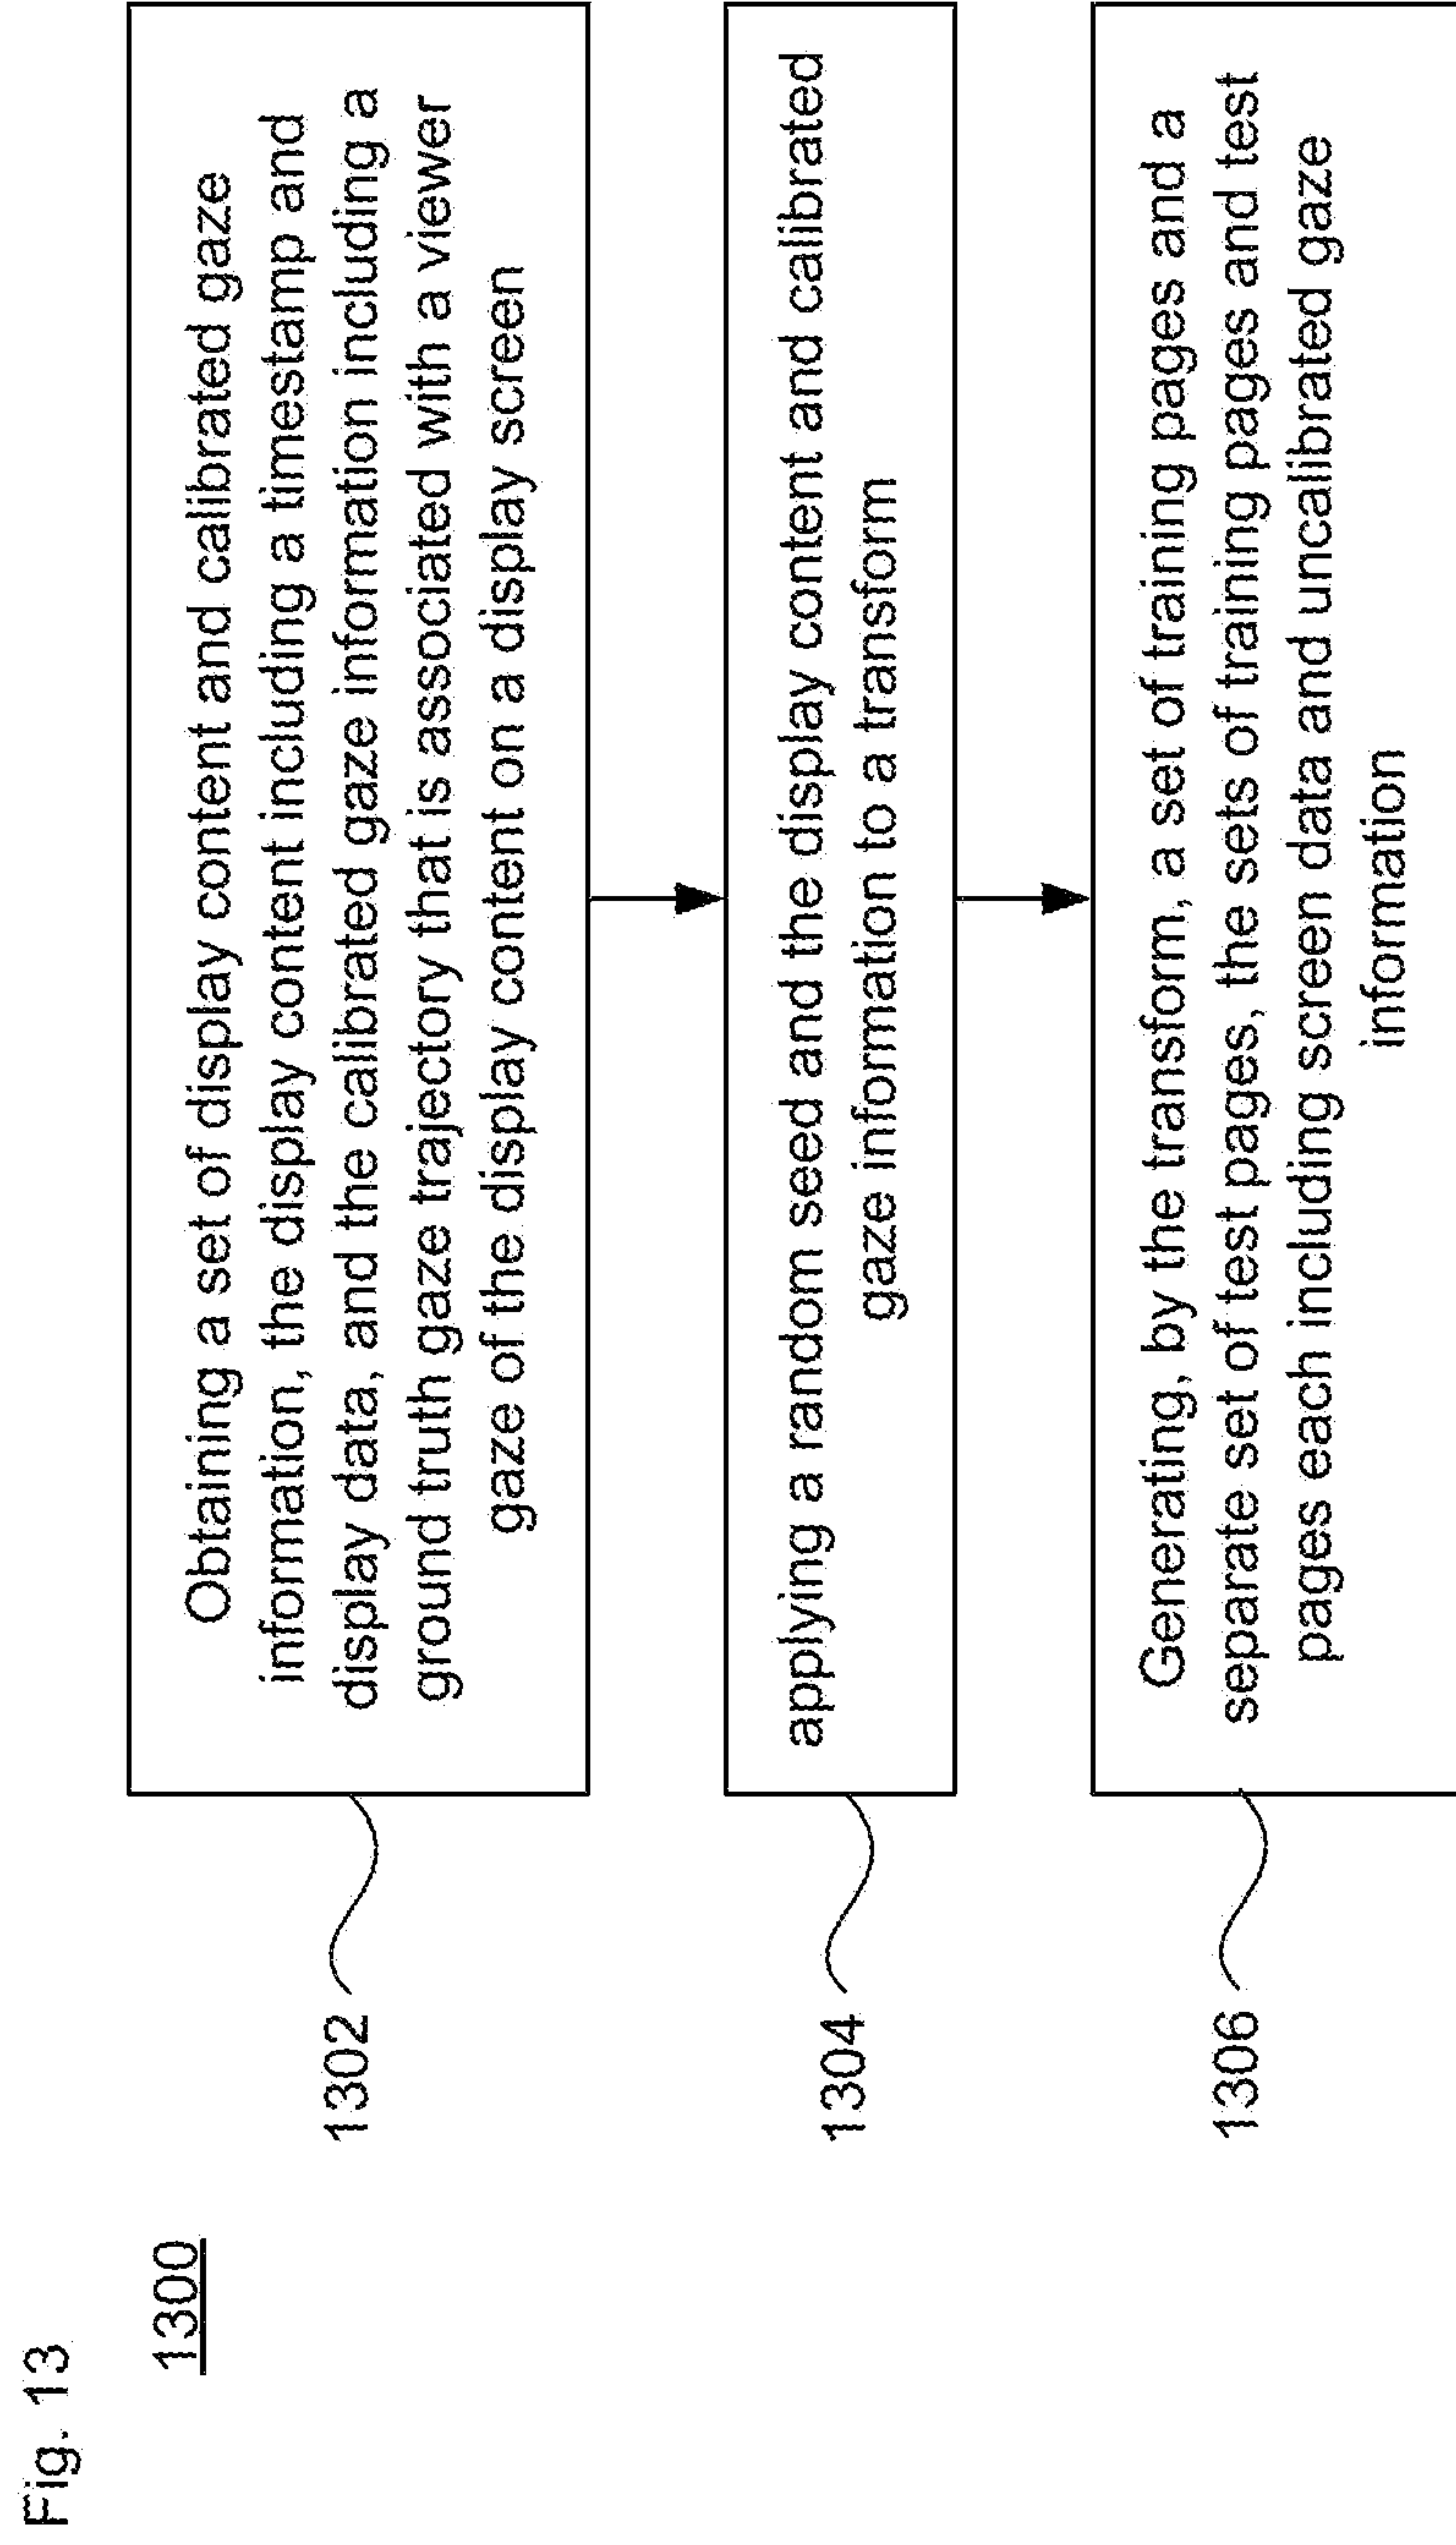 Fig. 13
1300
1302
Obtaining a set of display content and calibrated gaze
information, the display content including a timestamp and
display data, and the calibrated gaze information including a
ground truth gaze trajectory that is associated with a viewer
gaze of the display content on a display screen
1304
applying a random seed and the display content and calibrated
gaze information to a transform
1306
Generating, by the transform, a set of training pages and a
separate set of test pages, the sets of training pages and test
pages each including screen data and uncalibrated gaze
information